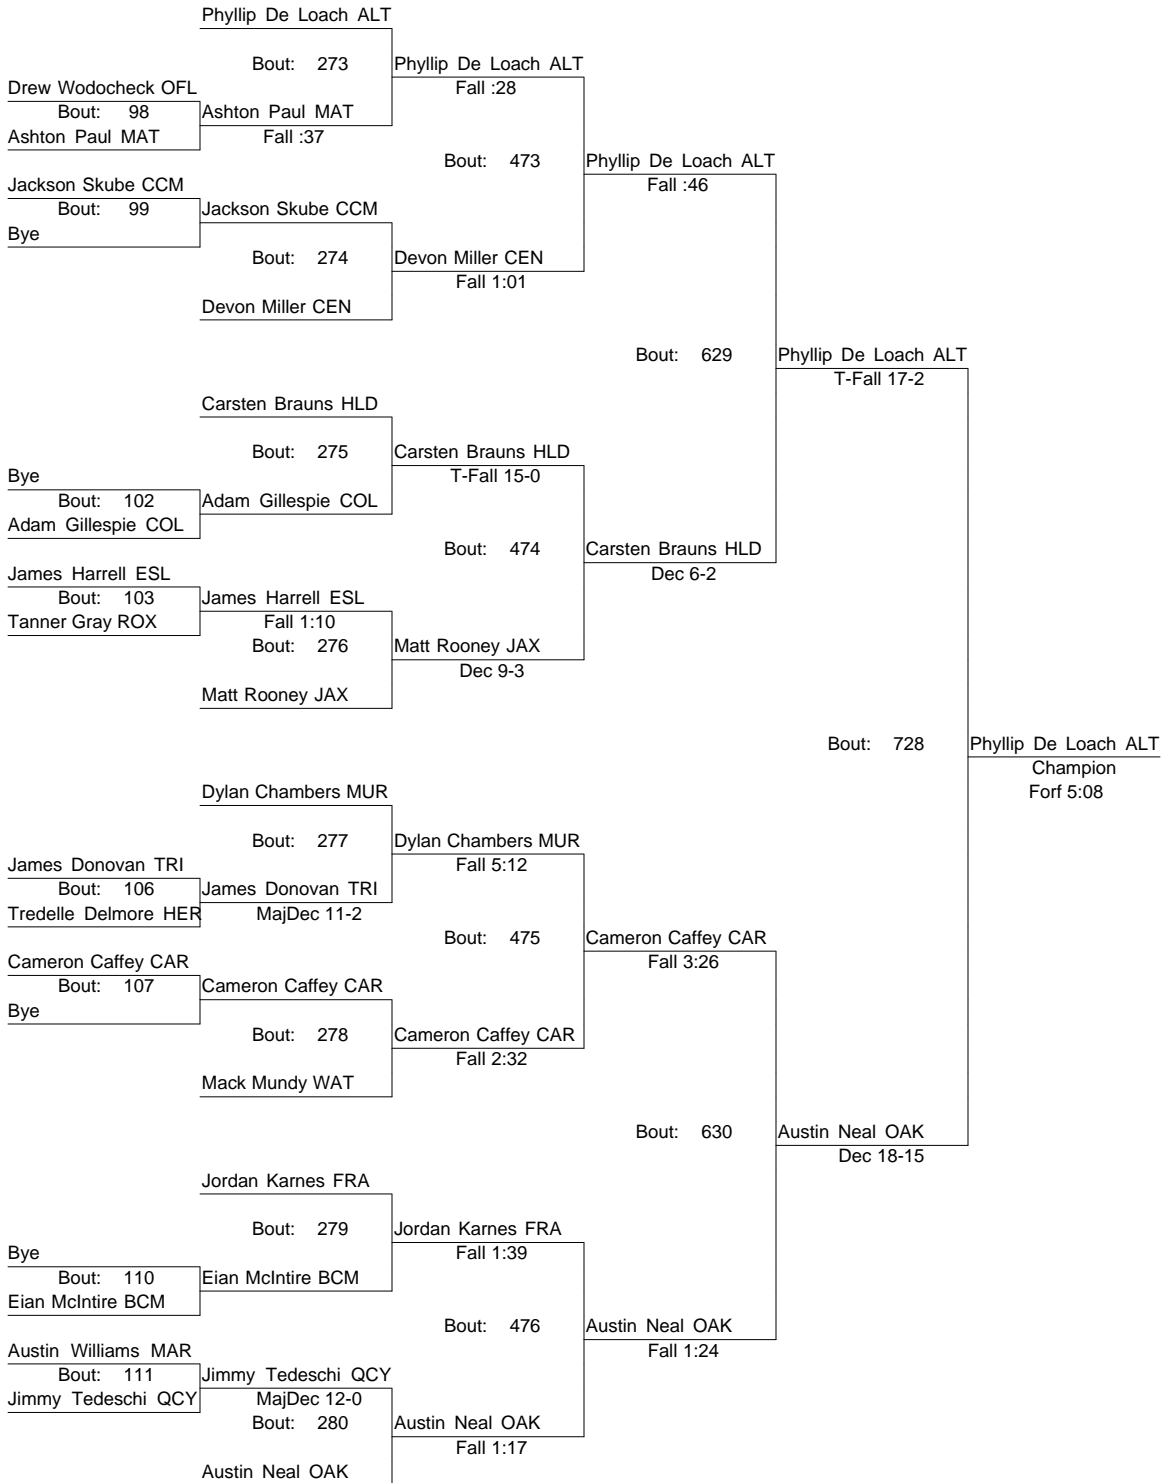 Phyllip De Loach ALT
Bout: 273 Phyllip De Loach ALT
Drew Wodocheck OFL Fall :28
Bout: 98 Ashton Paul MAT
Ashton Paul MAT Fall :37
Bout: 473 Phyllip De Loach ALT
Jackson Skube CCM Fall :46
Bout: 99 Jackson Skube CCM
Bye
Bout: 274 Devon Miller CEN
Fall 1:01
Devon Miller CEN
Bout: 629 Phyllip De Loach ALT
T-Fall 17-2
Carsten Brauns HLD
Bout: 275 Carsten Brauns HLD
Bye T-Fall 15-0
Bout: 102 Adam Gillespie COL
Adam Gillespie COL
Bout: 474 Carsten Brauns HLD
James Harrell ESL Dec 6-2
Bout: 103 James Harrell ESL
Tanner Gray ROX Fall 1:10
Bout: 276 Matt Rooney JAX
Dec 9-3
Matt Rooney JAX
Bout: 728 Phyllip De Loach ALT
Champion
Dylan Chambers MUR Forf 5:08
Bout: 277 Dylan Chambers MUR
James Donovan TRI Fall 5:12
Bout: 106 James Donovan TRI
Tredelle Delmore HER MajDec 11-2
Bout: 475 Cameron Caffey CAR
Cameron Caffey CAR Fall 3:26
Bout: 107 Cameron Caffey CAR
Bye
Bout: 278 Cameron Caffey CAR
Fall 2:32
Mack Mundy WAT
Bout: 630 Austin Neal OAK
Dec 18-15
Jordan Karnes FRA
Bout: 279 Jordan Karnes FRA
Bye Fall 1:39
Bout: 110 Eian McIntire BCM
Eian McIntire BCM
Bout: 476 Austin Neal OAK
Austin Williams MAR Fall 1:24
Bout: 111 Jimmy Tedeschi QCY
Jimmy Tedeschi QCY MajDec 12-0
Bout: 280 Austin Neal OAK
Fall 1:17
Austin Neal OAK